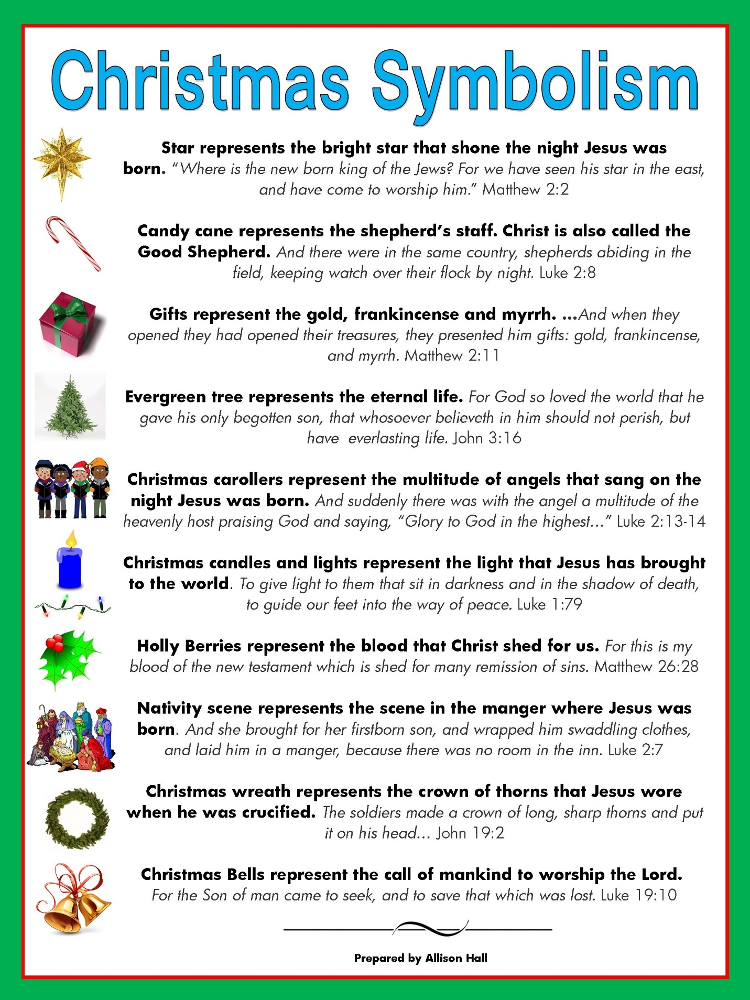 Christmas Symbolism
Star represents the bright star that shone the night Jesus was
born. “Where is the new born king of the Jews? For we have seen his star in the east,
and have come to worship him.” Matthew 2:2
Candy cane represents the shepherd’s staff. Christ is also called the
Good Shepherd. And there were in the same country, shepherds abiding in the
field, keeping watch over their flock by night. Luke 2:8
Gifts represent the gold, frankincense and myrrh. ...And when they
opened they had opened their treasures, they presented him gifts: gold, frankincense,
and myrrh. Matthew 2:11
Evergreen tree represents the eternal life. For God so loved the world that he
gave his only begotten son, that whosoever believeth in him should not perish, but
have everlasting life. John 3:16
Christmas carollers represent the multitude of angels that sang on the
night Jesus was born. And suddenly there was with the angel a multitude of the
heavenly host praising God and saying, “Glory to God in the highest...” Luke 2:13-14
Christmas candles and lights represent the light that Jesus has brought
to the world. To give light to them that sit in darkness and in the shadow of death,
to guide our feet into the way of peace. Luke 1:79
Holly Berries represent the blood that Christ shed for us. For this is my
blood of the new testament which is shed for many remission of sins. Matthew 26:28
Nativity scene represents the scene in the manger where Jesus was
born. And she brought for her firstborn son, and wrapped him swaddling clothes,
and laid him in a manger, because there was no room in the inn. Luke 2:7
Christmas wreath represents the crown of thorns that Jesus wore
when he was crucified. The soldiers made a crown of long, sharp thorns and put
it on his head... John 19:2
Christmas Bells represent the call of mankind to worship the Lord.
For the Son of man came to seek, and to save that which was lost. Luke 19:10
Prepared by Allison Hall